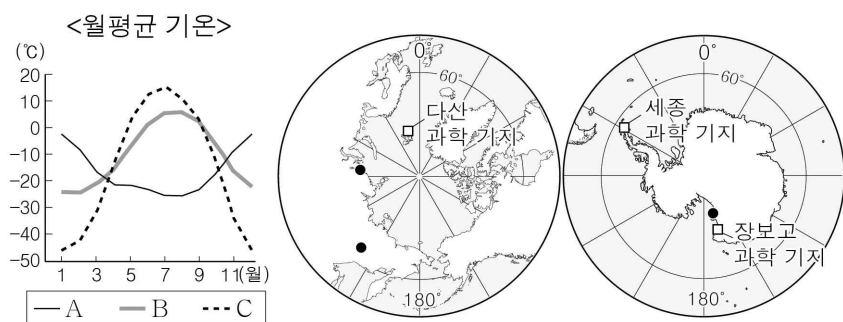 <월평균 기온>
(℃)
20
10
0
-10
-20
-30
-40
-50
1 3 5 7 9 11(월)
A B C
0°
60°
다산
과학 기지
180°
0°
60°
세종
과학 기지
장보고
과학 기지
180°